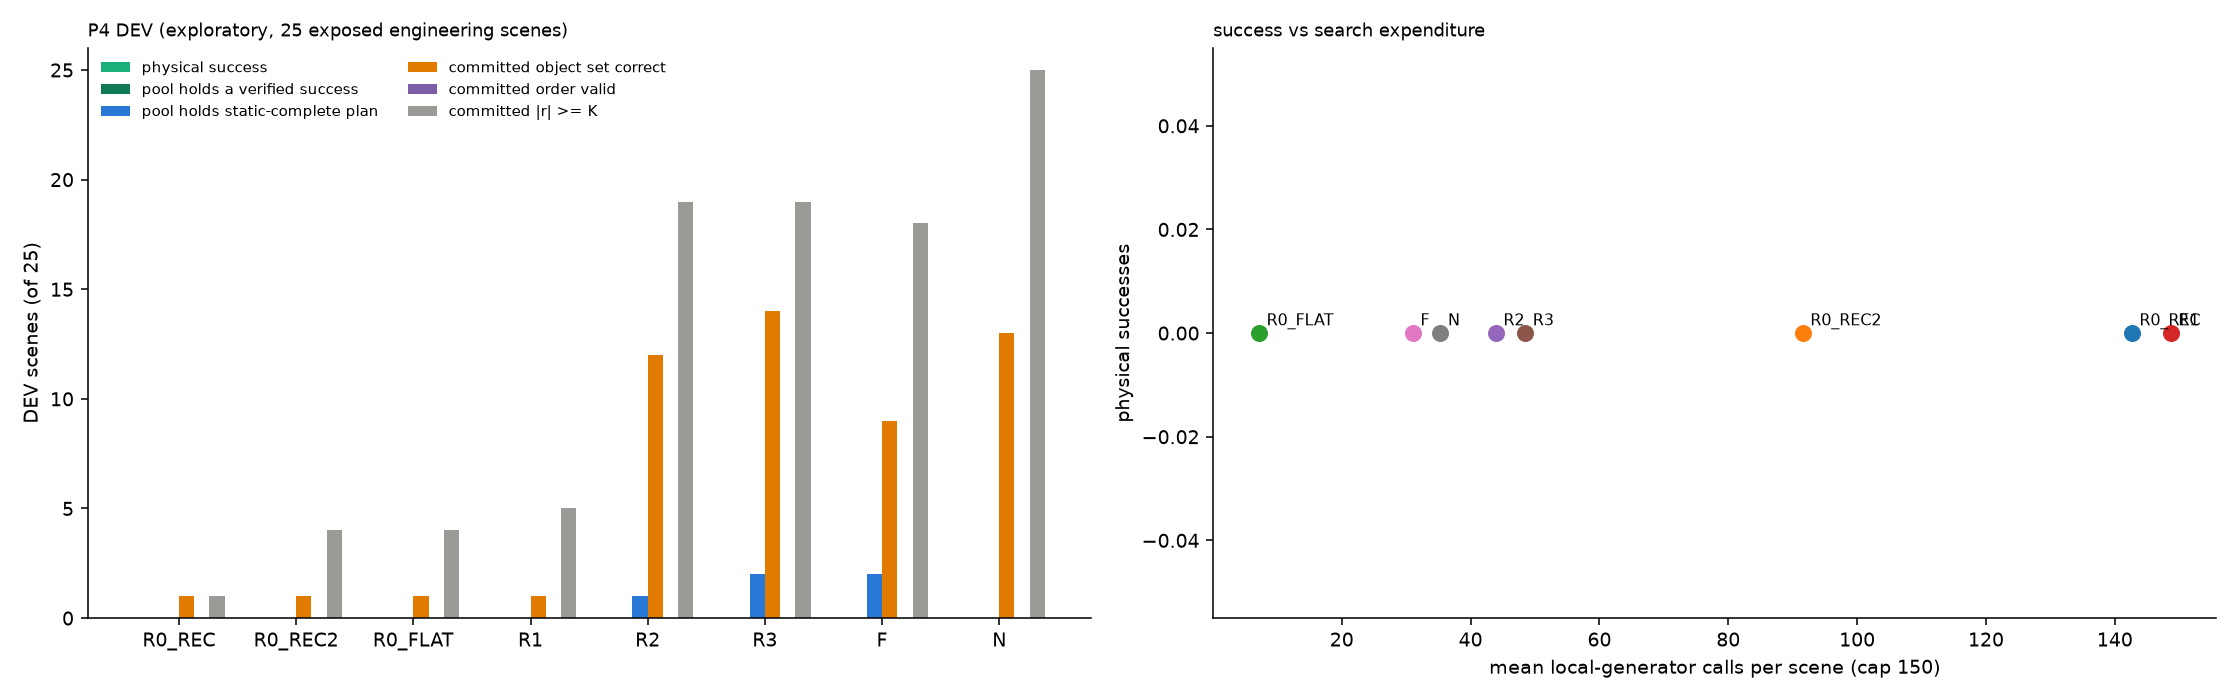 P4 DEV (exploratory, 25 exposed engineering scenes)
physical success
pool holds a verified success
pool holds static-complete plan
committed object set correct
committed order valid
committed |r| >= K
DEV scenes (of 25)
25
20
15
10
5
0
R0_REC
R0_REC2
R0_FLAT
R1
R2
R3
F
N
success vs search expenditure
physical successes
0.04
0.02
0.00
−0.02
−0.04
R0_FLAT
F
N
R2
R3
R0_REC2
R0_REC
R1
20
40
60
80
100
120
140
mean local-generator calls per scene (cap 150)